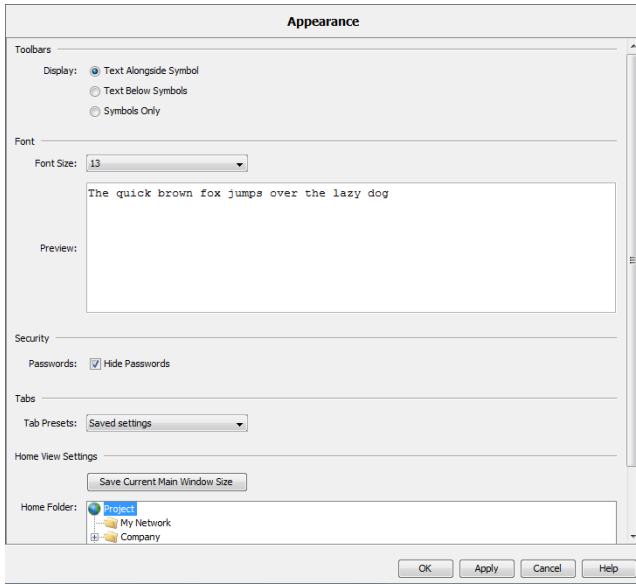 Appearance
Toolbars
Display: Text Alongside Symbol
Text Below Symbols
Symbols Only
Font
Font Size: 13
The quick brown fox jumps over the lazy dog
Preview:
Security
Passwords: Hide Passwords
Tabs
Tab Presets: Saved settings
Home View Settings
Save Current Main Window Size
Home Folder: Project
My Network
Company
OK Apply Cancel Help